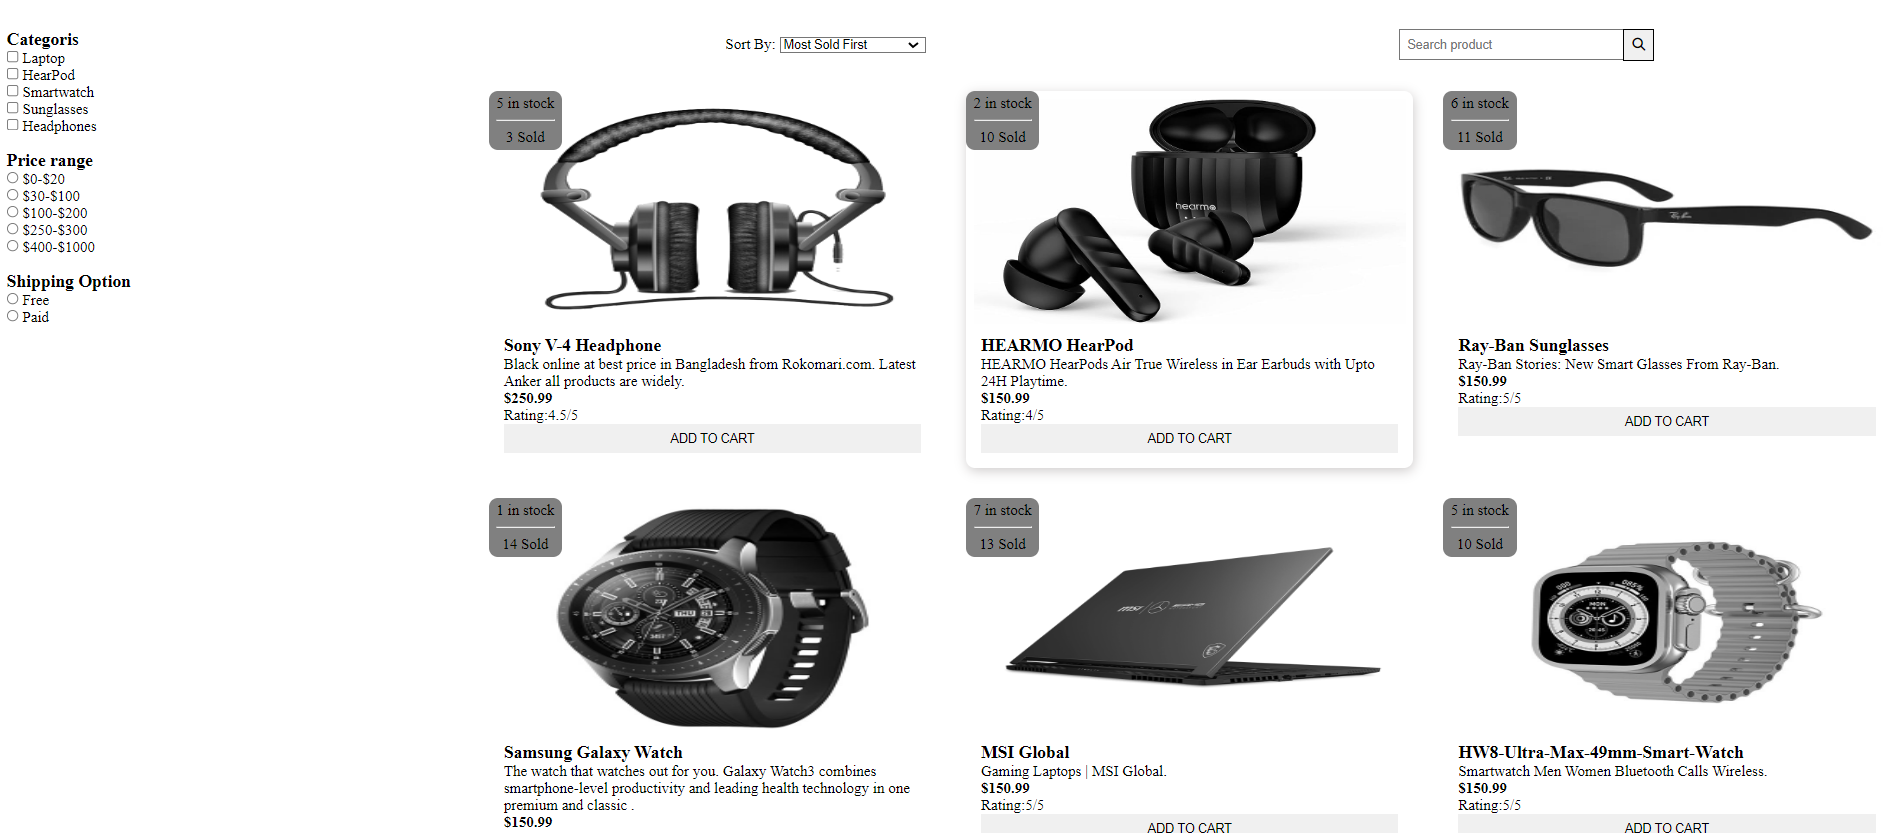 Categoris
Laptop
HearPod
Smartwatch
Sunglasses
Headphones
Price range
$0-$20
$30-$100
$100-$200
$250-$300
$400-$1000
Shipping Option
Free
Paid
Sort By: Most Sold First
Search product
5 in stock
3 Sold
Sony V-4 Headphone
Black online at best price in Bangladesh from Rokomari.com. Latest
Anker all products are widely.
$250.99
Rating:4.5/5
ADD TO CART
2 in stock
10 Sold
hearmo
HEARMO HearPod
HEARMO HearPods Air True Wireless in Ear Earbuds with Upto
24H Playtime.
$150.99
Rating:4/5
ADD TO CART
6 in stock
11 Sold
Ray-Ban
Ray-Ban Sunglasses
Ray-Ban Stories: New Smart Glasses From Ray-Ban.
$150.99
Rating:5/5
ADD TO CART
1 in stock
14 Sold
THU
Samsung Galaxy Watch
The watch that watches out for you. Galaxy Watch3 combines
smartphone-level productivity and leading health technology in one
premium and classic .
$150.99
7 in stock
13 Sold
msi
MSI Global
Gaming Laptops | MSI Global.
$150.99
Rating:5/5
ADD TO CART
5 in stock
10 Sold
085%
MON
HW8-Ultra-Max-49mm-Smart-Watch
Smartwatch Men Women Bluetooth Calls Wireless.
$150.99
Rating:5/5
ADD TO CART